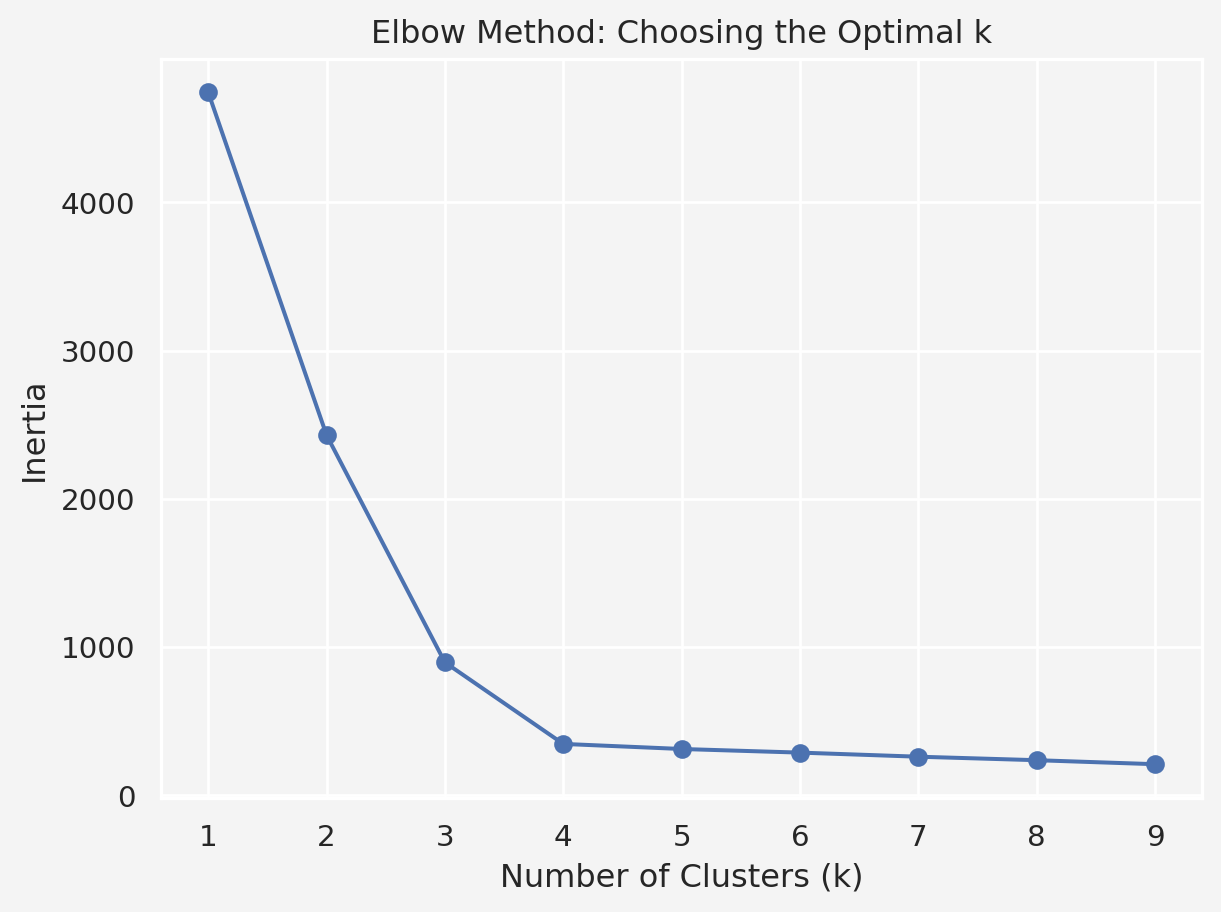 Elbow Method: Choosing the Optimal k
4000
3000
2000
1000
0
Inertia
1 2 3 4 5 6 7 8 9
Number of Clusters (k)